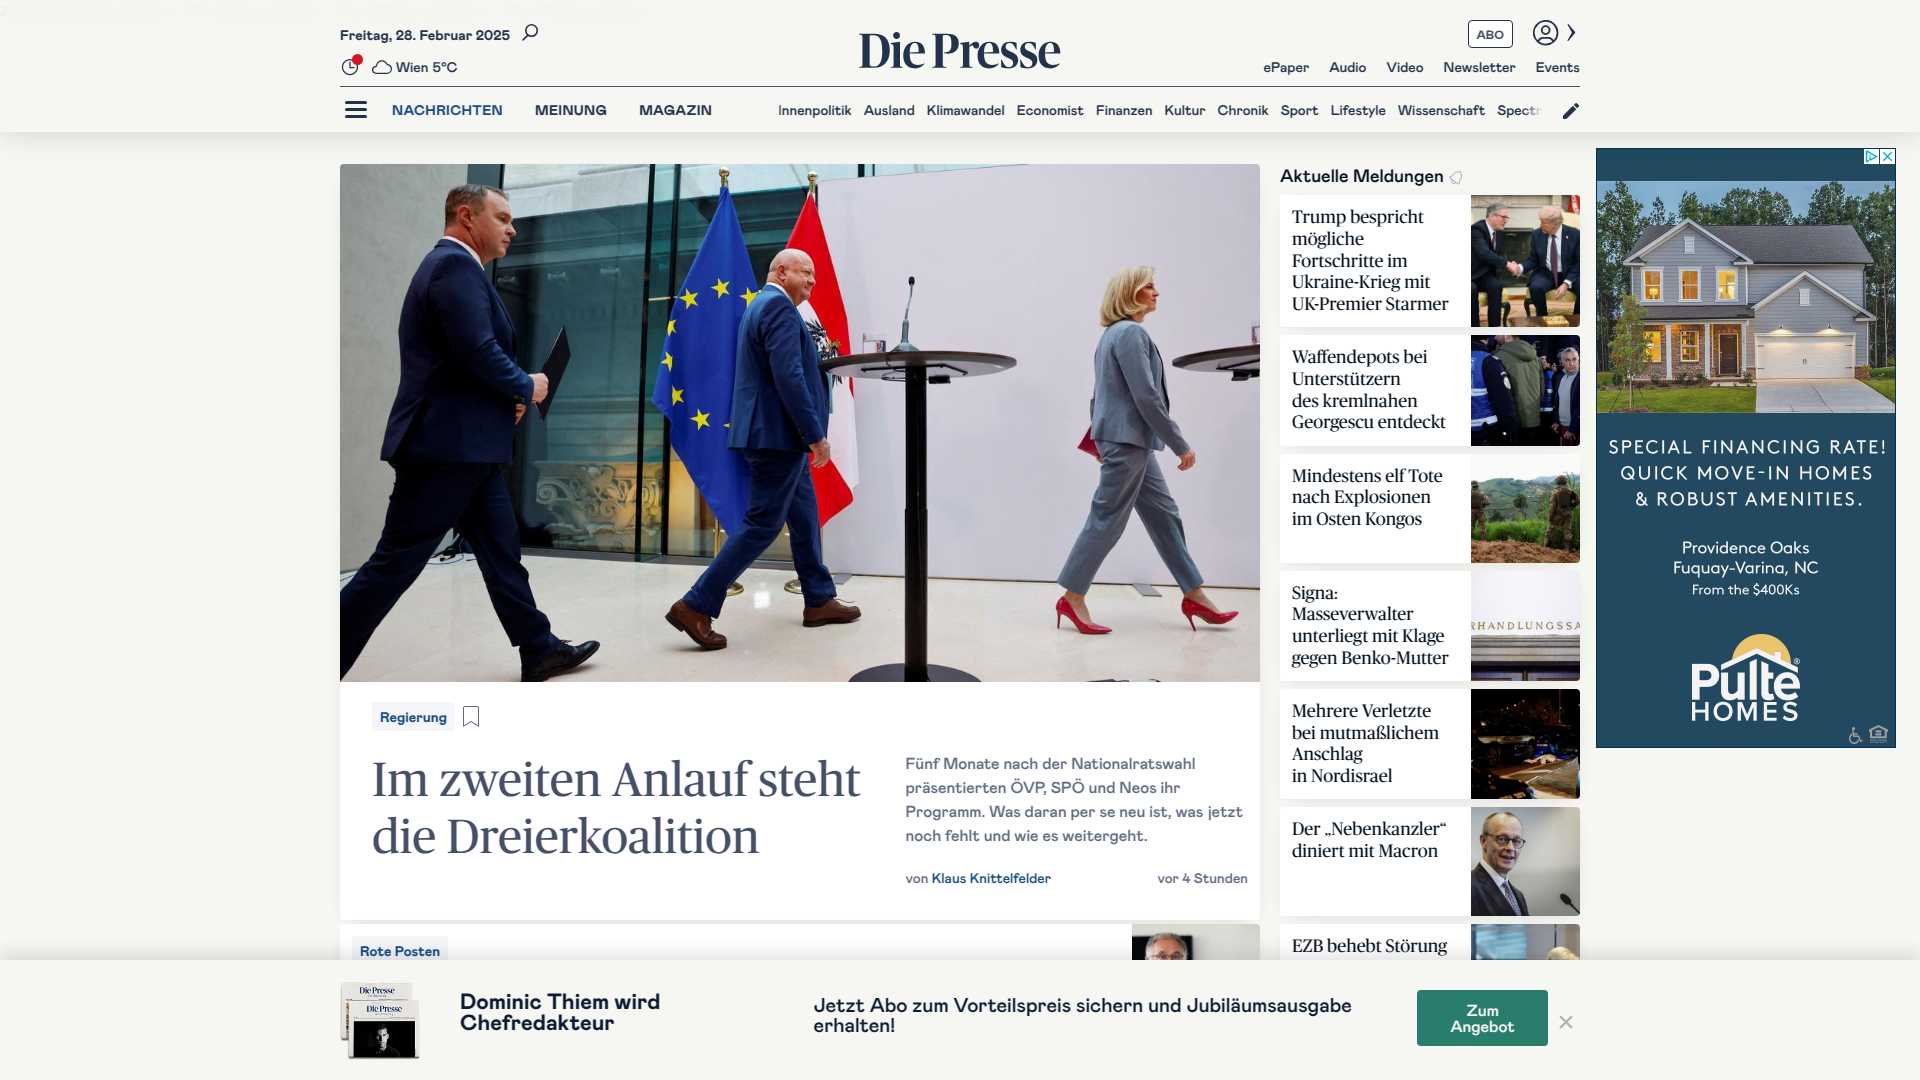 Freitag, 28. Februar 2025
Die Presse
ABO
Wien 5°C
ePaper Audio Video Newsletter Events
NACHRICHTEN MEINUNG MAGAZIN
Innenpolitik Ausland Klimawandel Economist Finanzen Kultur Chronik Sport Lifestyle Wissenschaft Spectr
Regierung
Im zweiten Anlauf steht
die Dreierkoalition
Fünf Monate nach der Nationalratswahl
präsentierten ÖVP, SPÖ und Neos ihr
Programm. Was daran per se neu ist, was jetzt
noch fehlt und wie es weitergeht.
von Klaus Knittelfelder
vor 4 Stunden
Rote Posten
Aktuelle Meldungen
Trump bespricht
mögliche
Fortschritte im
Ukraine-Krieg mit
UK-Premier Starmer
Waffendepots bei
Unterstützern
des kremlnahen
Georgescu entdeckt
Mindestens elf Tote
nach Explosionen
im Osten Kongos
Signa:
Masseverwalter
unterliegt mit Klage
gegen Benko-Mutter
RHANDLUNGSSA
Mehrere Verletzte
bei mutmaßlichem
Anschlag
in Nordisrael
Der „Nebenkanzler“
diniert mit Macron
EZB behebt Störung
SPECIAL FINANCING RATE!
QUICK MOVE-IN HOMES
& ROBUST AMENITIES.
Providence Oaks
Fuquay-Varina, NC
From the $400Ks
Pulte
HOMES
Die Presse
Die Presse
Dominic Thiem wird
Chefredakteur
Jetzt Abo zum Vorteilspreis sichern und Jubiläumsausgabe
erhalten!
Zum
Angebot